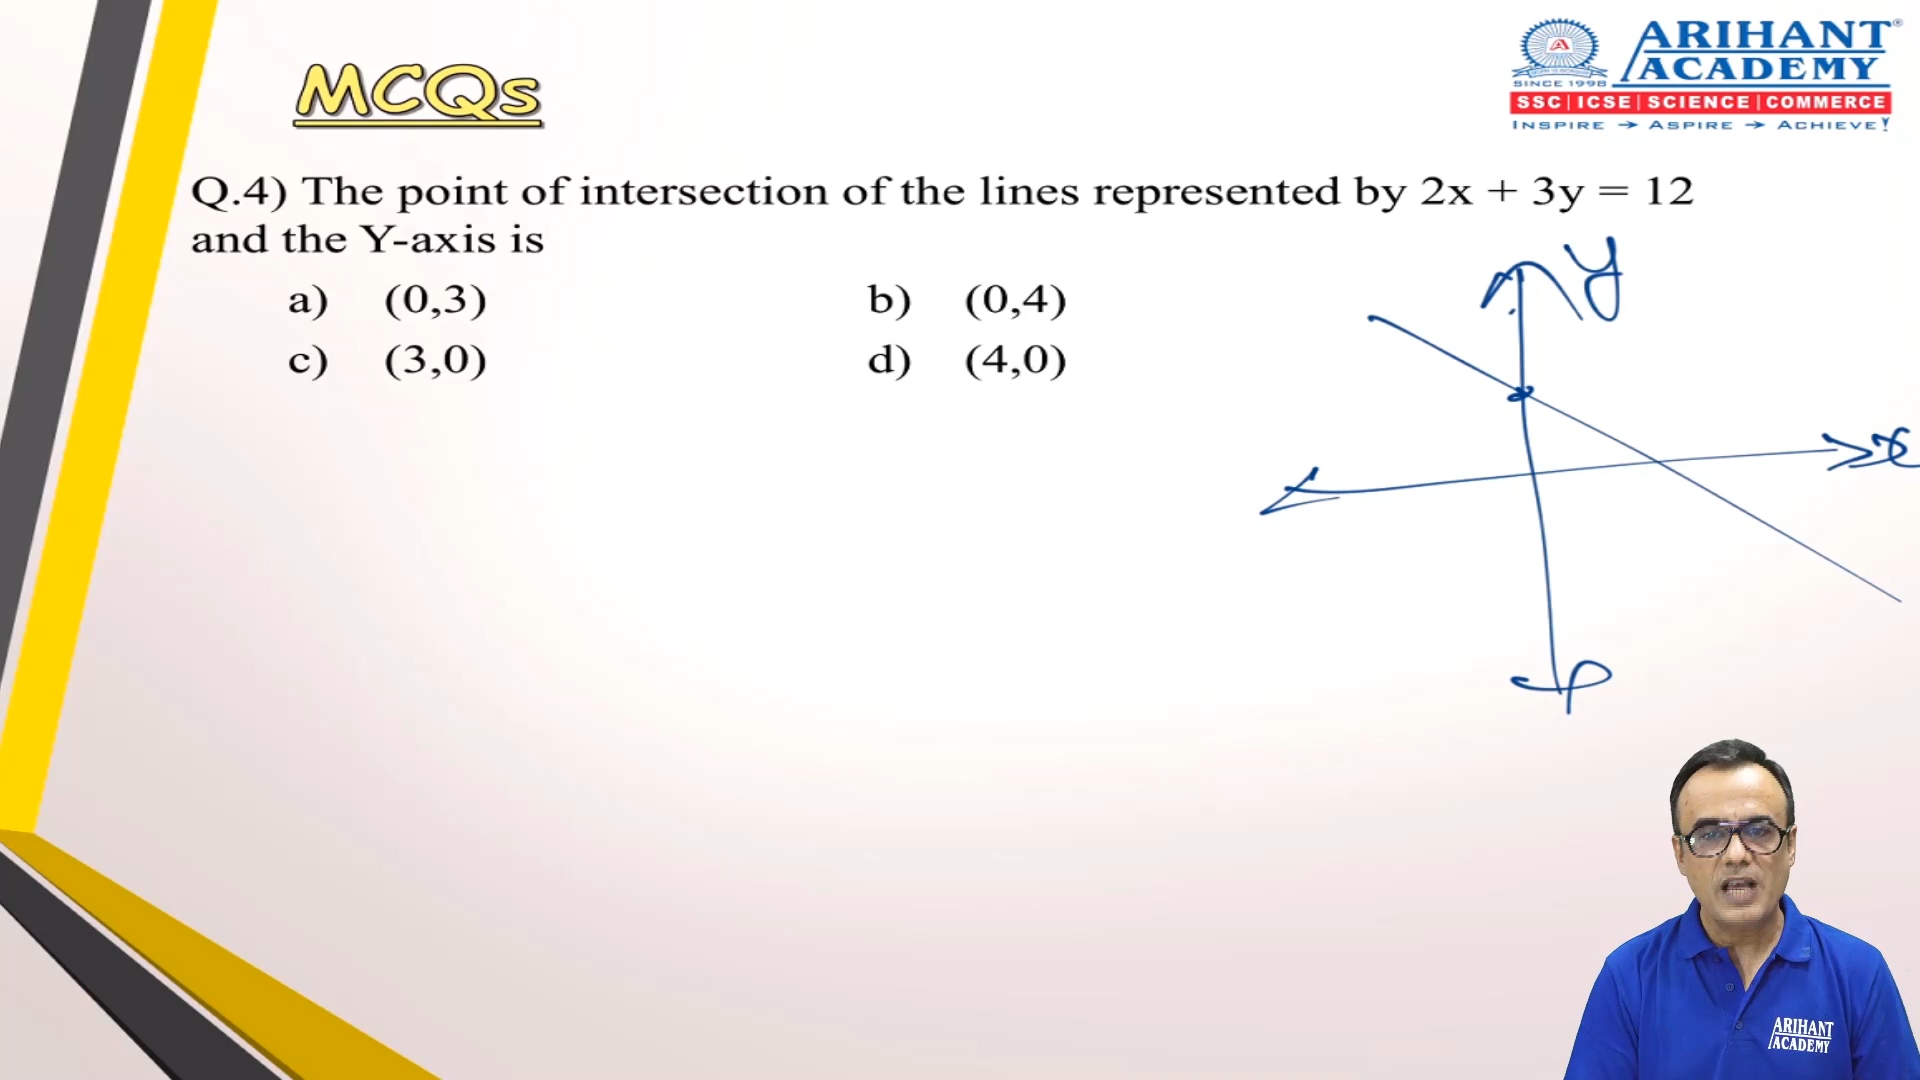 MCQs
ARIHANT
ACADEMY
SINCE 1998
SSC | ICSE | SCIENCE | COMMERCE
INSPIRE → ASPIRE → ACHIEVE!
Q.4) The point of intersection of the lines represented by 2x + 3y = 12
and the Y-axis is
a) (0,3) b) (0,4)
c) (3,0) d) (4,0)
y
x
ARIHANT
ACADEMY